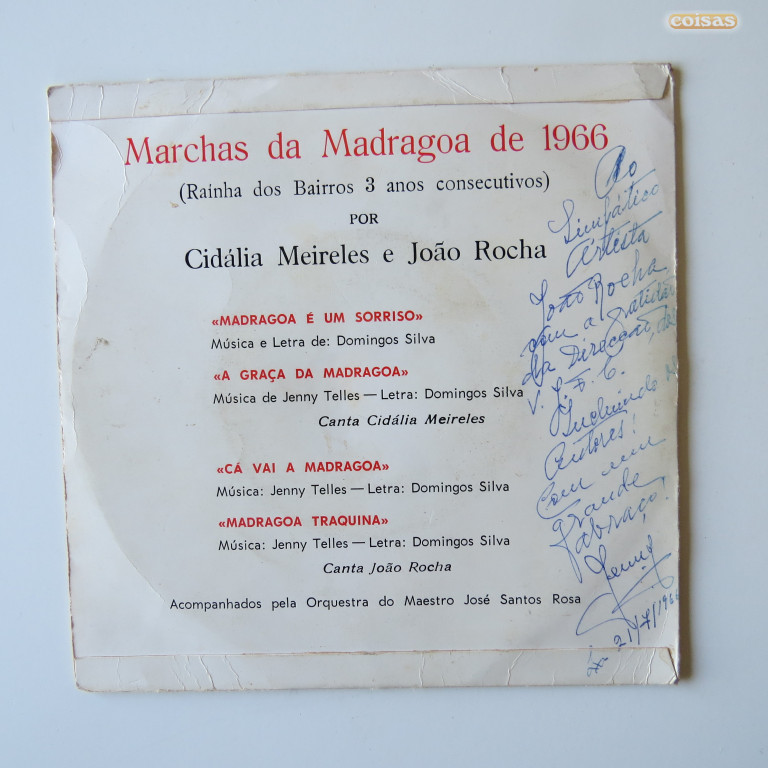 coisas
Marchas da Madragoa de 1966
(Rainha dos Bairros 3 anos consecutivos)
POR
Cidália Meireles e João Rocha
«MADRAGOA É UM SORRISO»
Música e Letra de: Domingos Silva
«A GRAÇA DA MADRAGOA»
Música de Jenny Telles — Letra: Domingos Silva
Canta Cidália Meireles
«CÁ VAI A MADRAGOA»
Música: Jenny Telles — Letra: Domingos Silva
«MADRAGOA TRAQUINA»
Música: Jenny Telles — Letra: Domingos Silva
Canta João Rocha
Acompanhados pela Orquestra do Maestro José Santos Rosa
Ao
Simpático
Artista
João Rocha
com a gratidão
da Direcção
Incluindo
Autores!
Com um
grande
abraço!
Jenny
21/7/1966